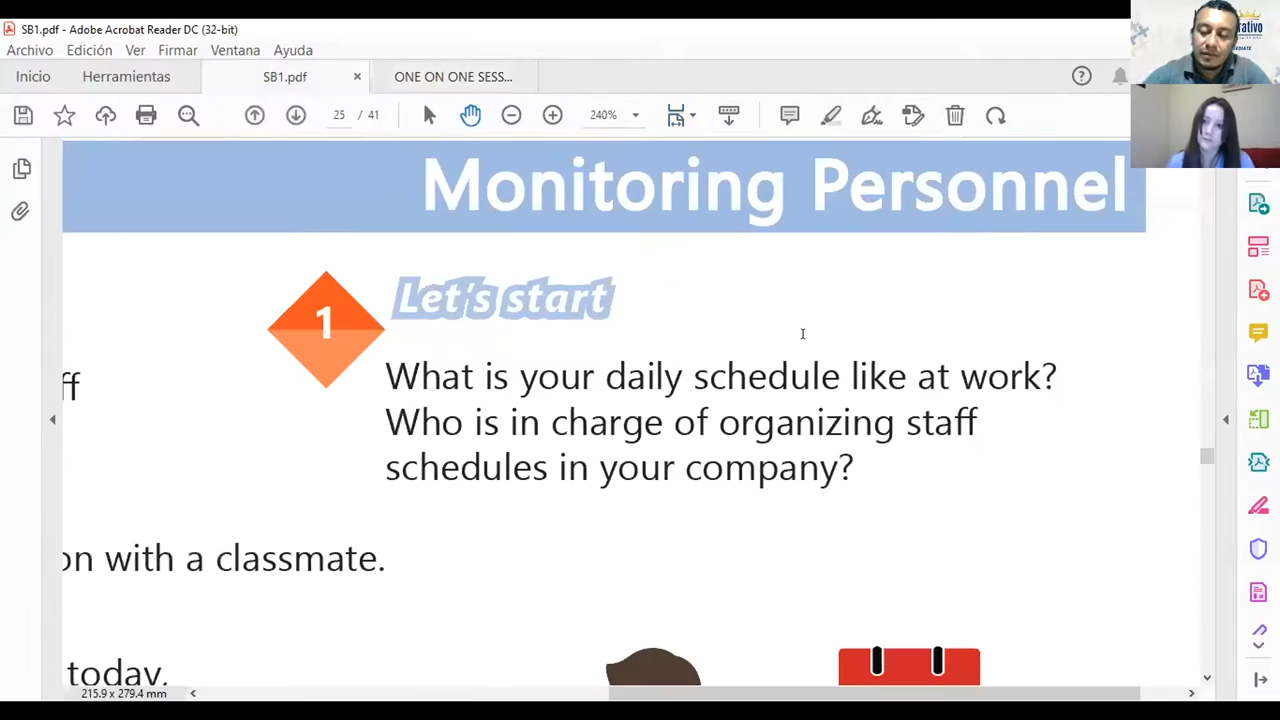 SB1.pdf - Adobe Acrobat Reader DC (32-bit)
Archivo Edición Ver Firmar Ventana Ayuda
Inicio Herramientas SB1.pdf × ONE ON ONE SESS...
25 / 41 240%
Monitoring Personnel
1
Let's start
What is your daily schedule like at work?
ff
Who is in charge of organizing staff
schedules in your company?
on with a classmate.
today,
215.9 x 279.4 mm